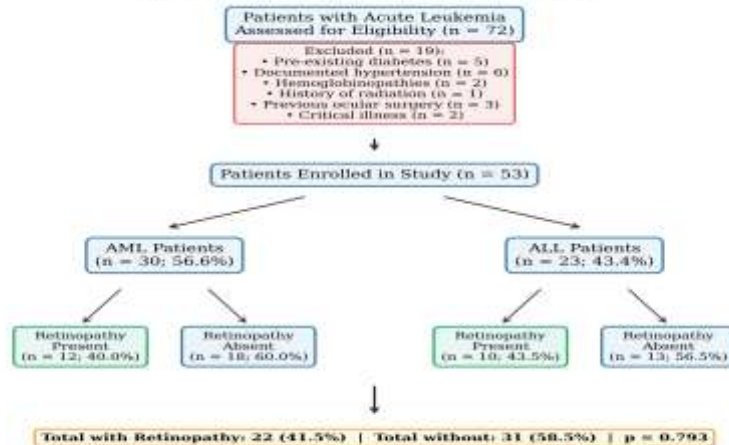 Patients with Acute Leukemia
Assessed for Eligibility (n = 72)
Excluded (n = 19):
• Pre-existing diabetes (n = 5)
• Documented hypertension (n = 6)
• Hemoglobinopathies (n = 2)
• History of radiation (n = 1)
• Previous ocular surgery (n = 3)
• Critical illness (n = 2)
Patients Enrolled in Study (n = 53)
AML Patients
(n = 30; 56.6%)
ALL Patients
(n = 23; 43.4%)
Retinopathy
Present
(n = 12; 40.0%)
Retinopathy
Absent
(n = 18; 60.0%)
Retinopathy
Present
(n = 10; 43.5%)
Retinopathy
Absent
(n = 13; 56.5%)
Total with Retinopathy: 22 (41.5%) | Total without: 31 (58.5%) | p = 0.793